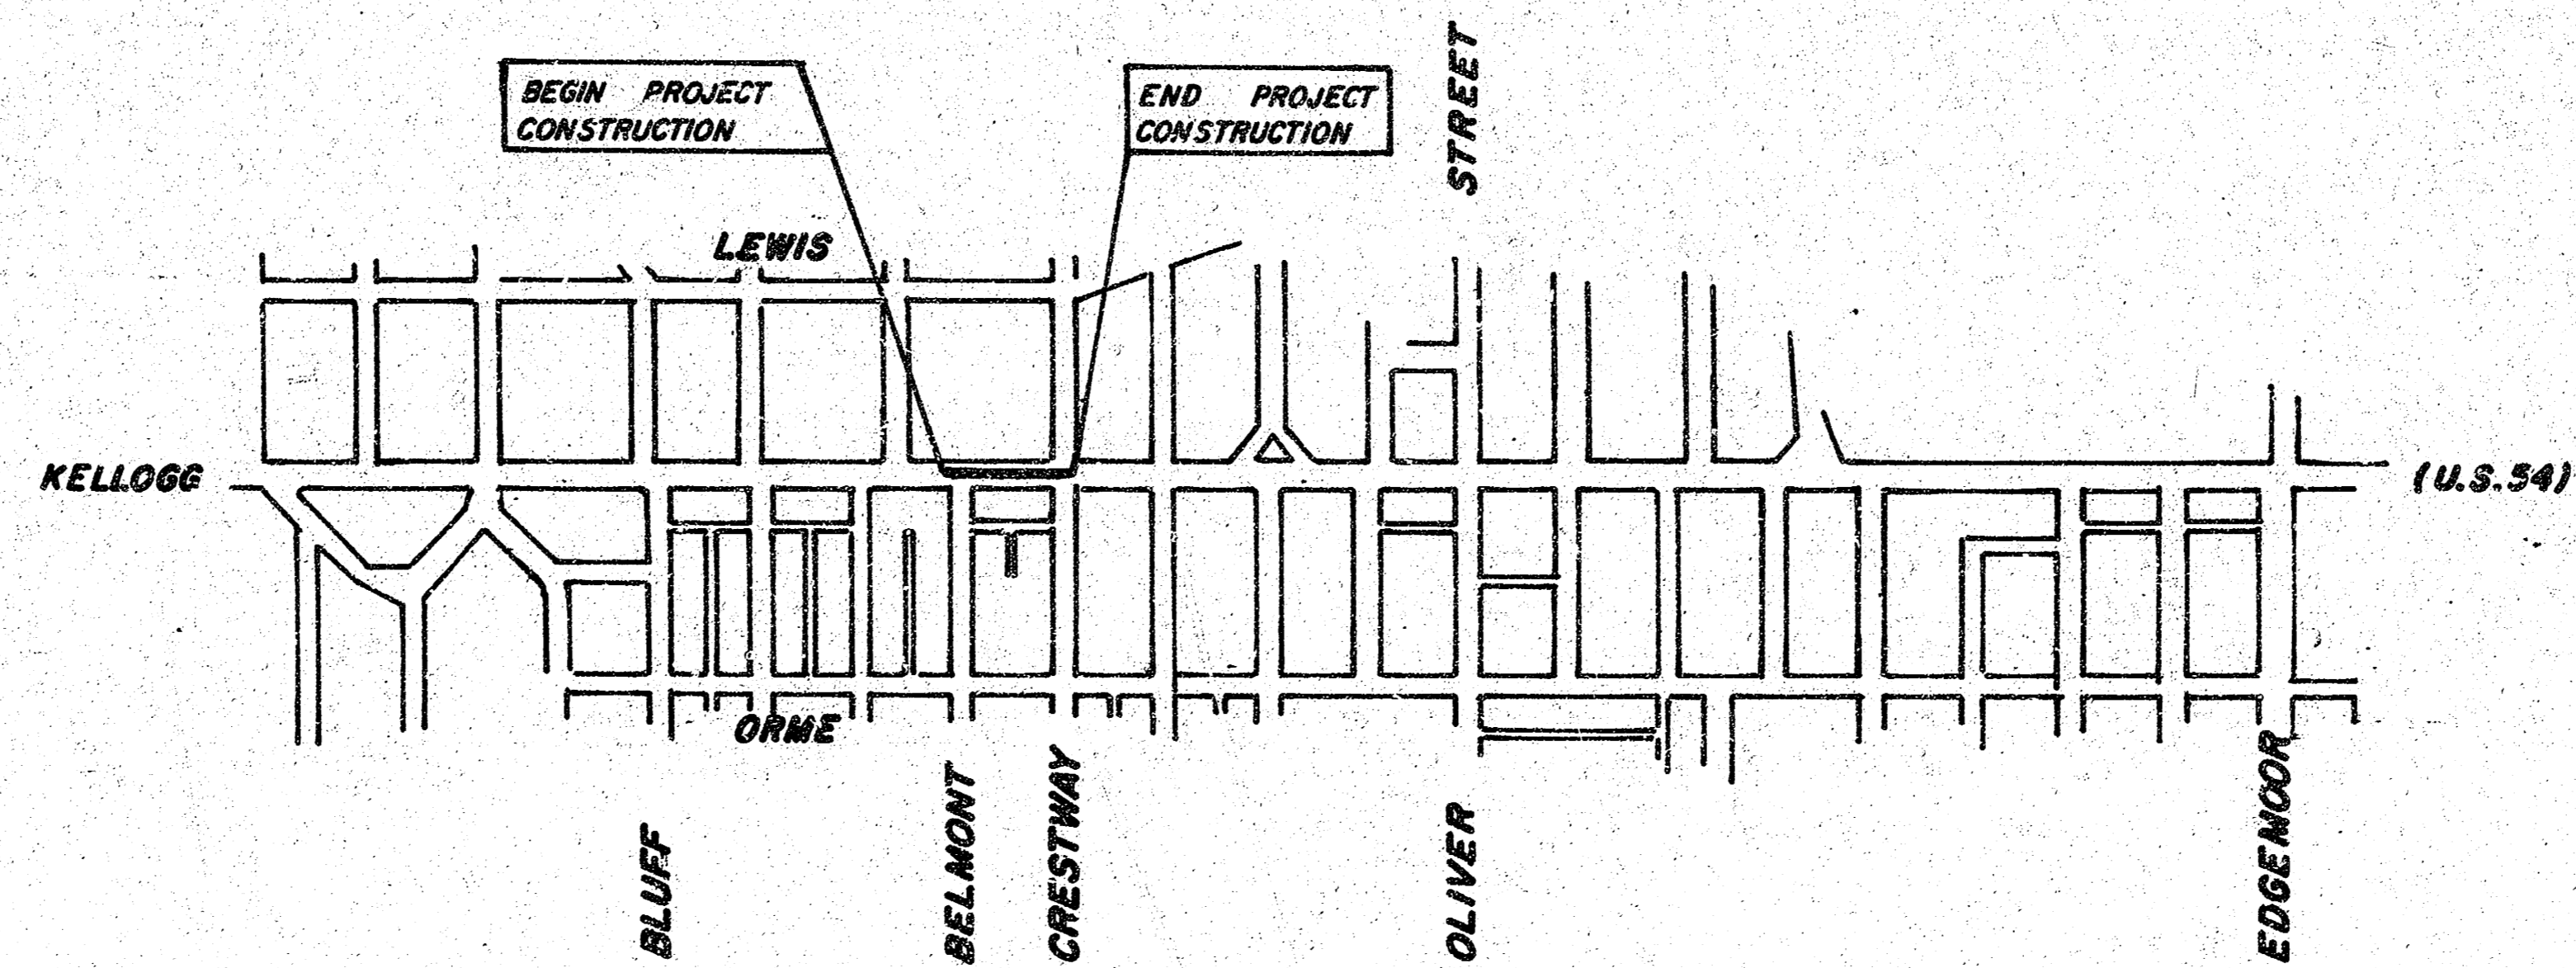 BEGIN PROJECT
CONSTRUCTION
END PROJECT
CONSTRUCTION
STREET
LEWIS
KELLOGG
(U.S.54)
ORME
BLUFF
BELMONT
CRESTWAY
OLIVER
EDGEMOOR